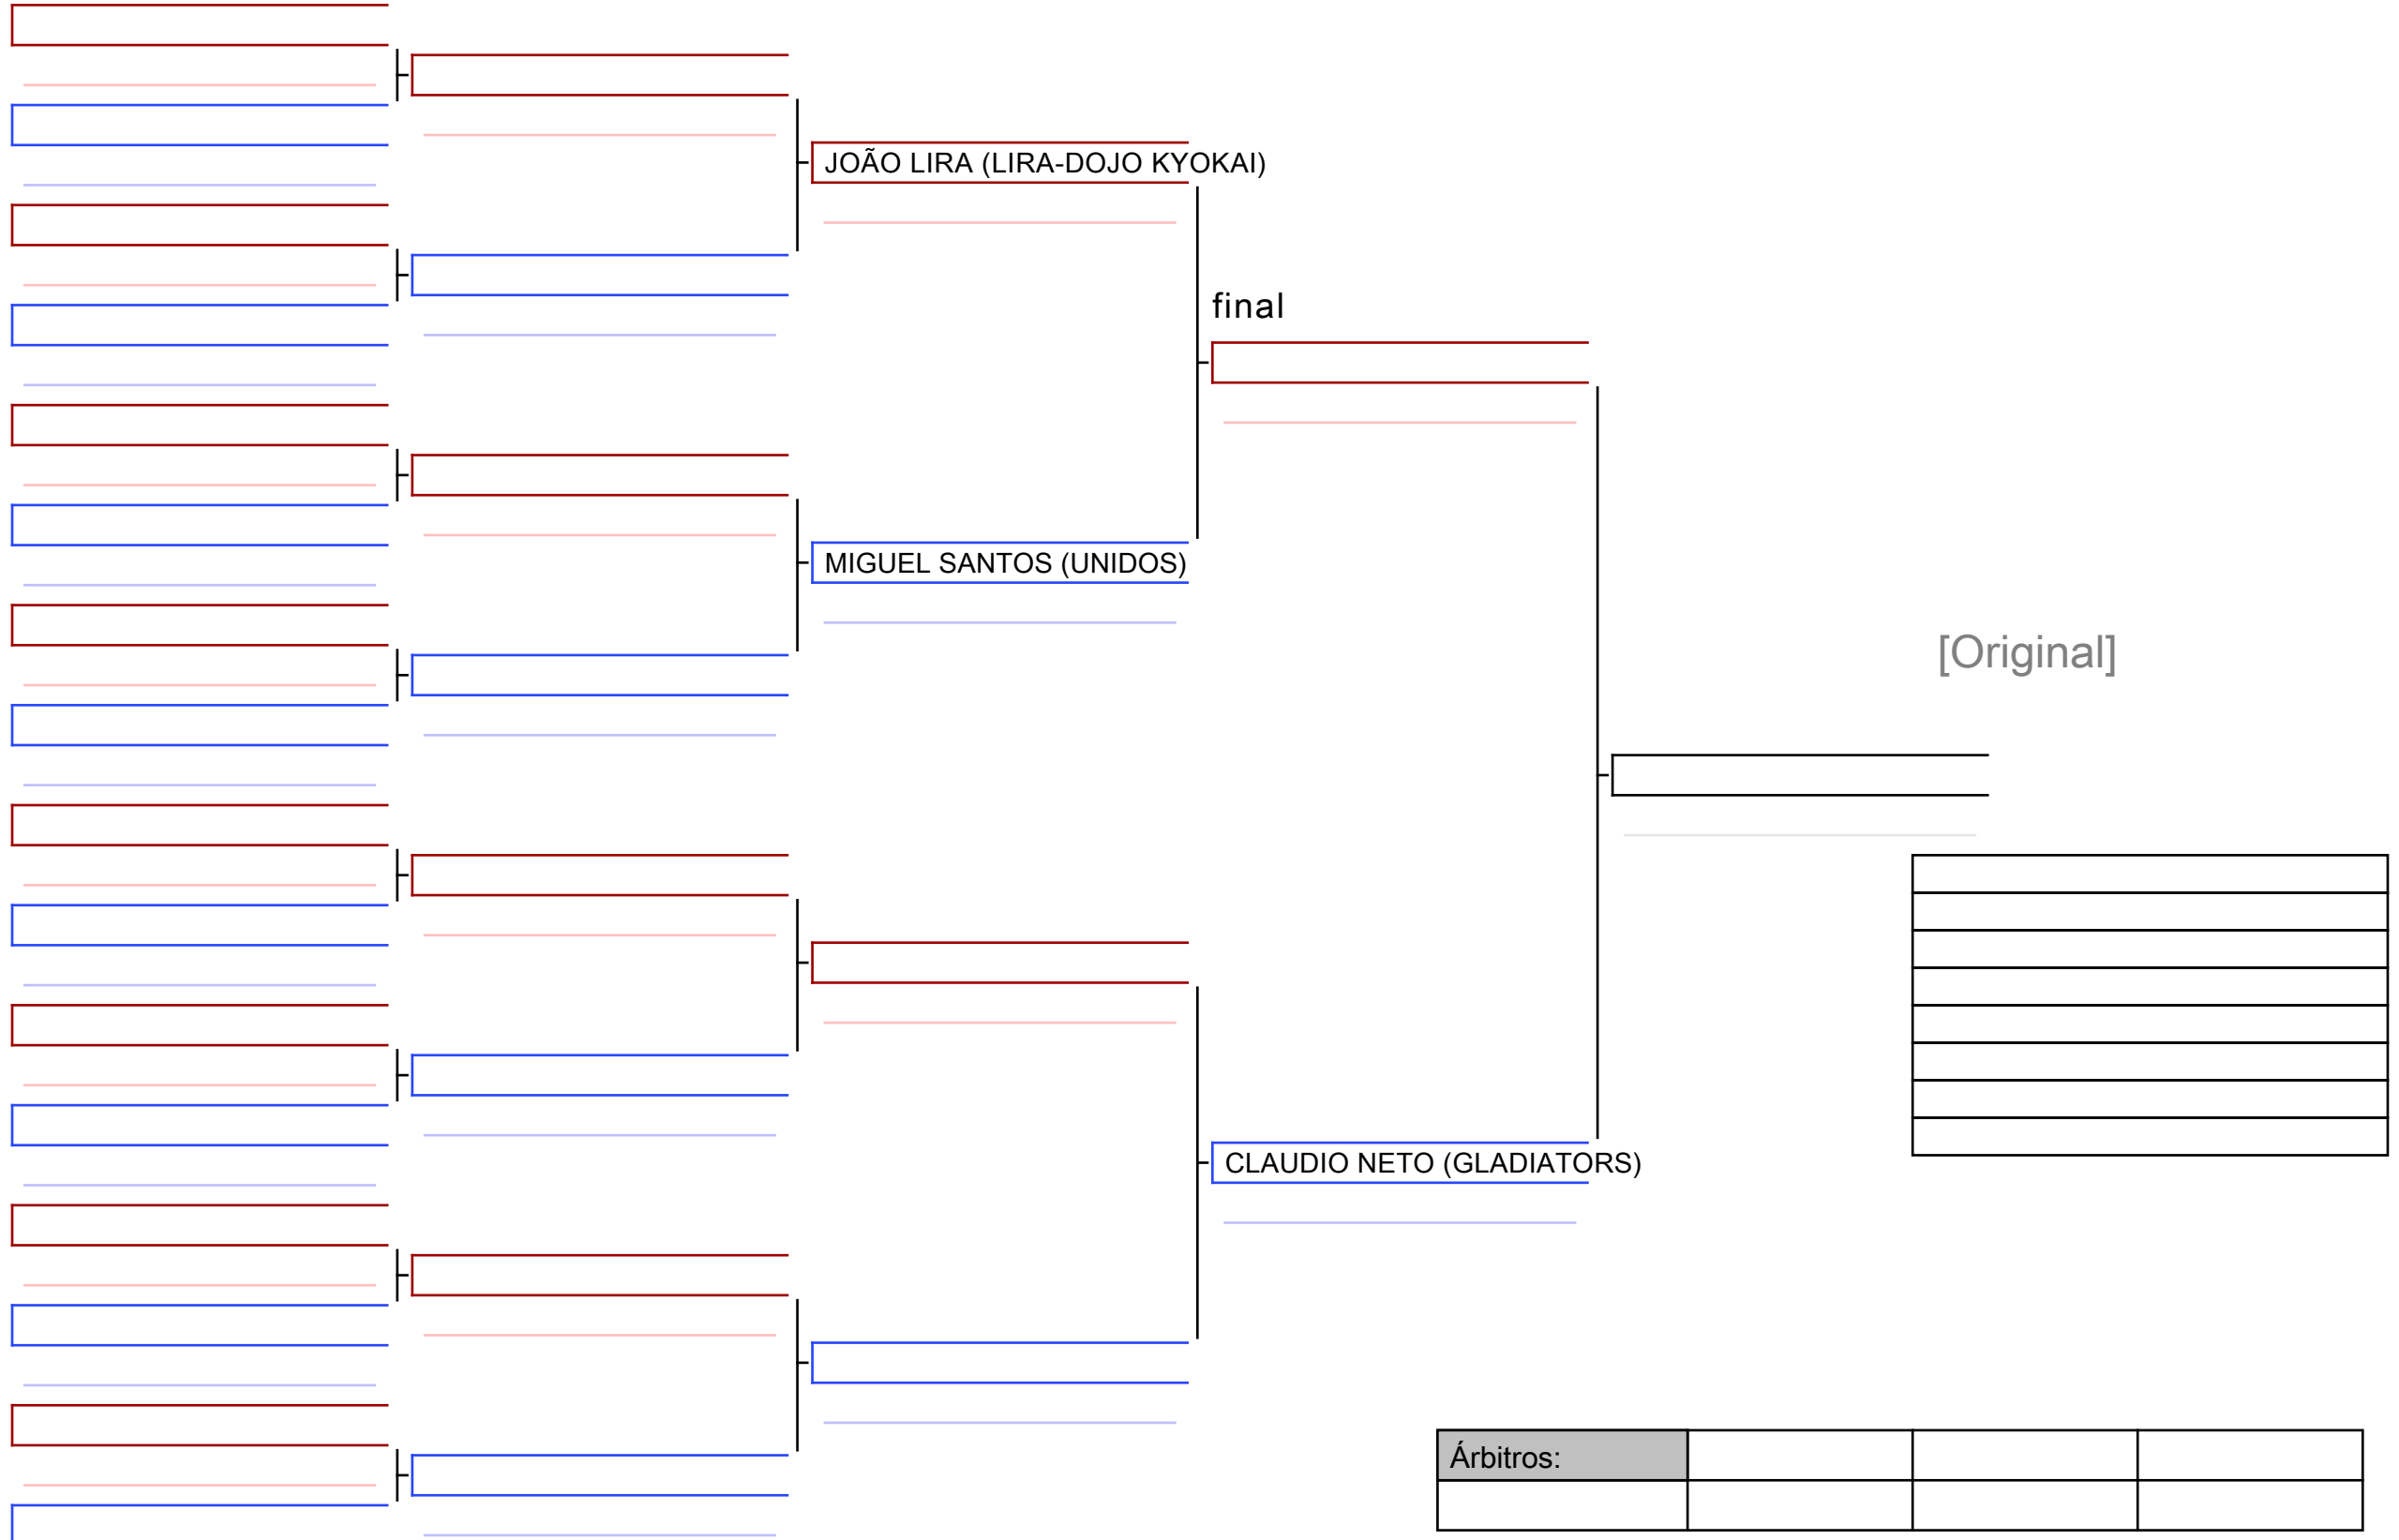 JOÃO LIRA (LIRA-DOJO KYOKAI)
final
MIGUEL SANTOS (UNIDOS)
[Original]
CLAUDIO NETO (GLADIATORS)
Árbitros: